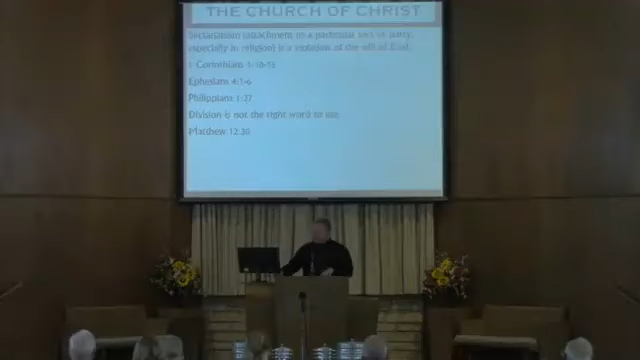 THE CHURCH OF CHRIST
Sectarianism (attachment to a particular sect or party,
especially in religion) is a violation of the will of God.
1 Corinthians 1:10-13
Ephesians 4:1-6
Philippians 1:27
Division is not the right word to use
Matthew 12:30